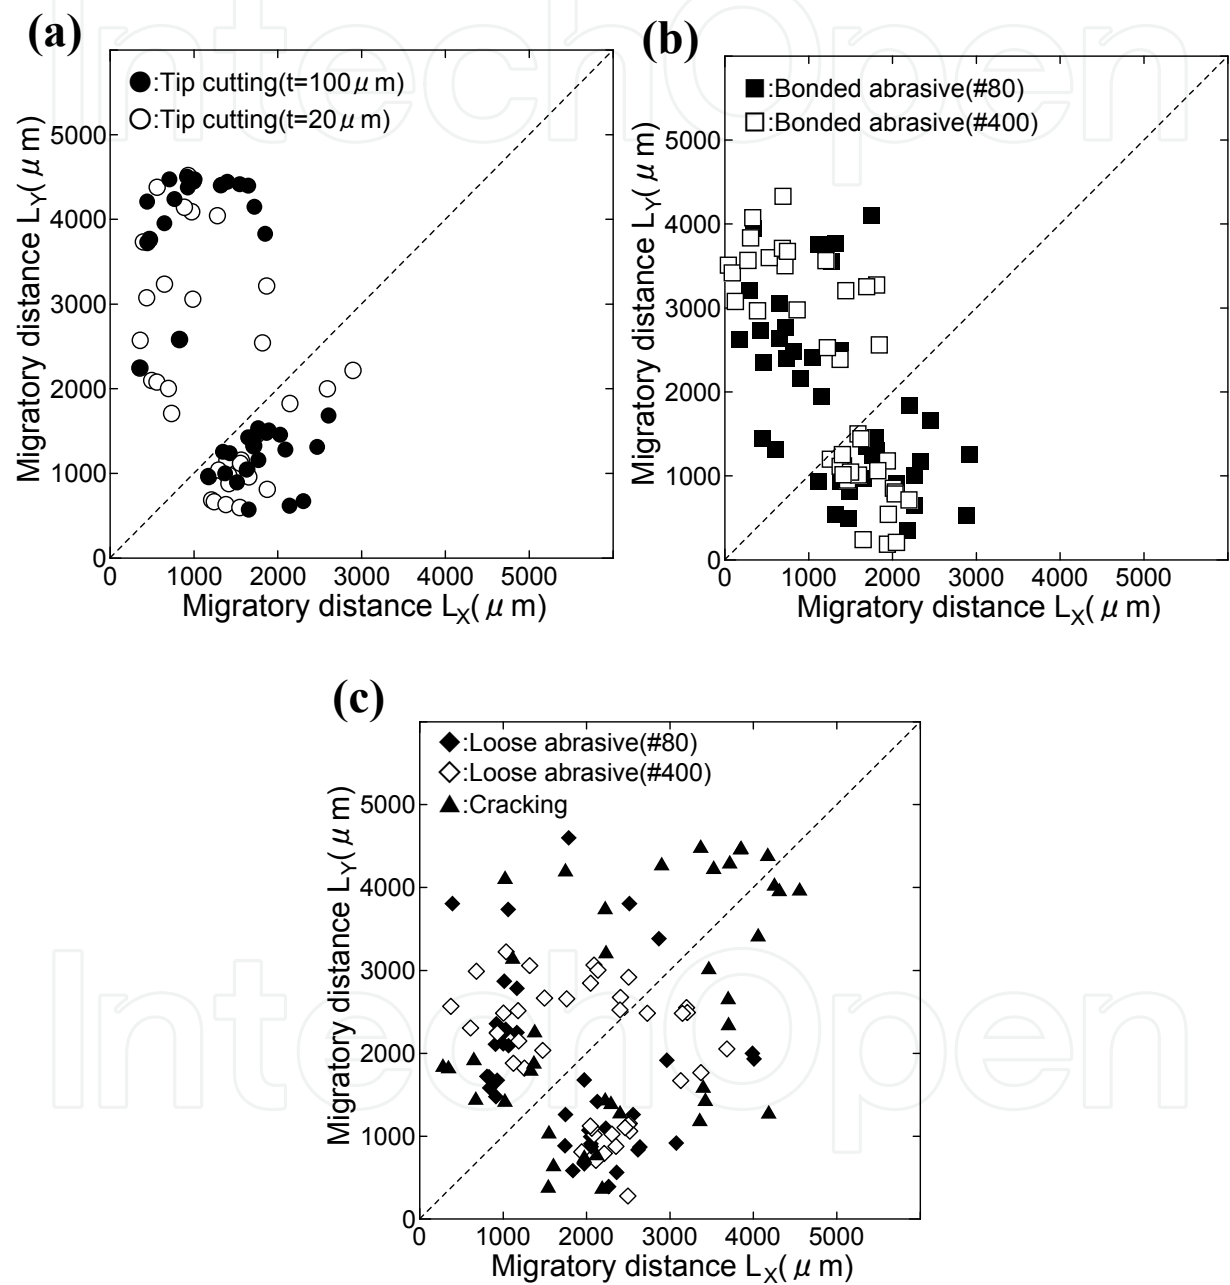 (a)
●:Tip cutting(t=100μm)
○:Tip cutting(t=20μm)
Migratory distance L_Y(μm)
5000
4000
3000
2000
1000
0
0 1000 2000 3000 4000 5000
Migratory distance L_X(μm)
(b)
■:Bonded abrasive(#80)
□:Bonded abrasive(#400)
Migratory distance L_Y(μm)
5000
4000
3000
2000
1000
0
0 1000 2000 3000 4000 5000
Migratory distance L_X(μm)
(c)
◆:Loose abrasive(#80)
◇:Loose abrasive(#400)
▲:Cracking
Migratory distance L_Y(μm)
5000
4000
3000
2000
1000
0
0 1000 2000 3000 4000 5000
Migratory distance L_X(μm)
IntechOpen
IntechOpen